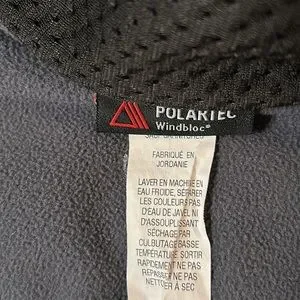 POLARTEC
Windbloc®
FABRIQUÉ EN
JORDANIE
LAVER EN MACHINE EN
EAU FROIDE, SÉPARER
LES COULEURS PAS
D'EAU DE JAVEL NI
D'ASSOUPLISSANT
SÉCHAGE PAR
CULBUTAGE BASSE
TEMPÉRATURE SORTIR
RAPIDEMENT NE PAS
REPASSER NE PAS
NETTOYER À SEC